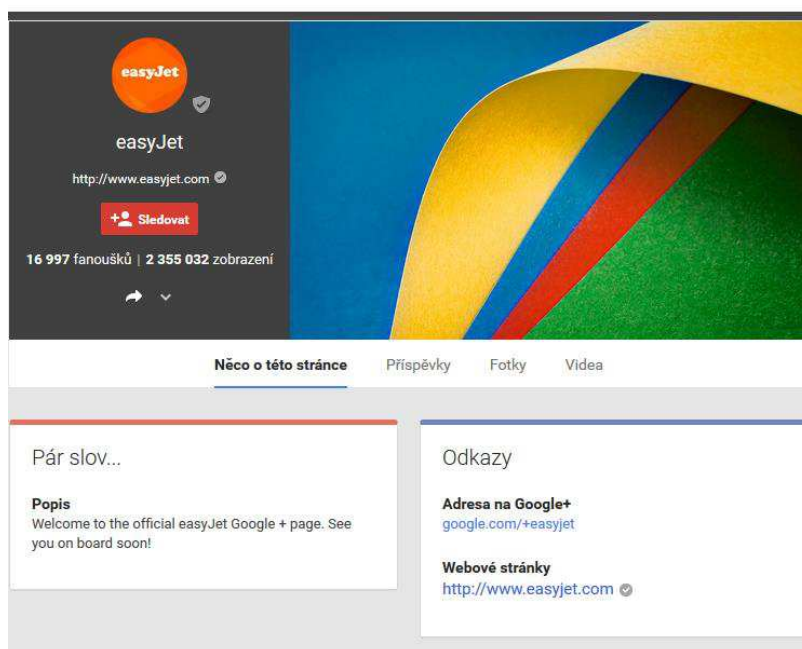 easyJet
easyJet
http://www.easyjet.com
Sledovat
16 997 fanoušků | 2 355 032 zobrazení
Něco o této stránce Příspěvky Fotky Videa
Pár slov...
Popis
Welcome to the official easyJet Google + page. See
you on board soon!
Odkazy
Adresa na Google+
google.com/+easyjet
Webové stránky
http://www.easyjet.com